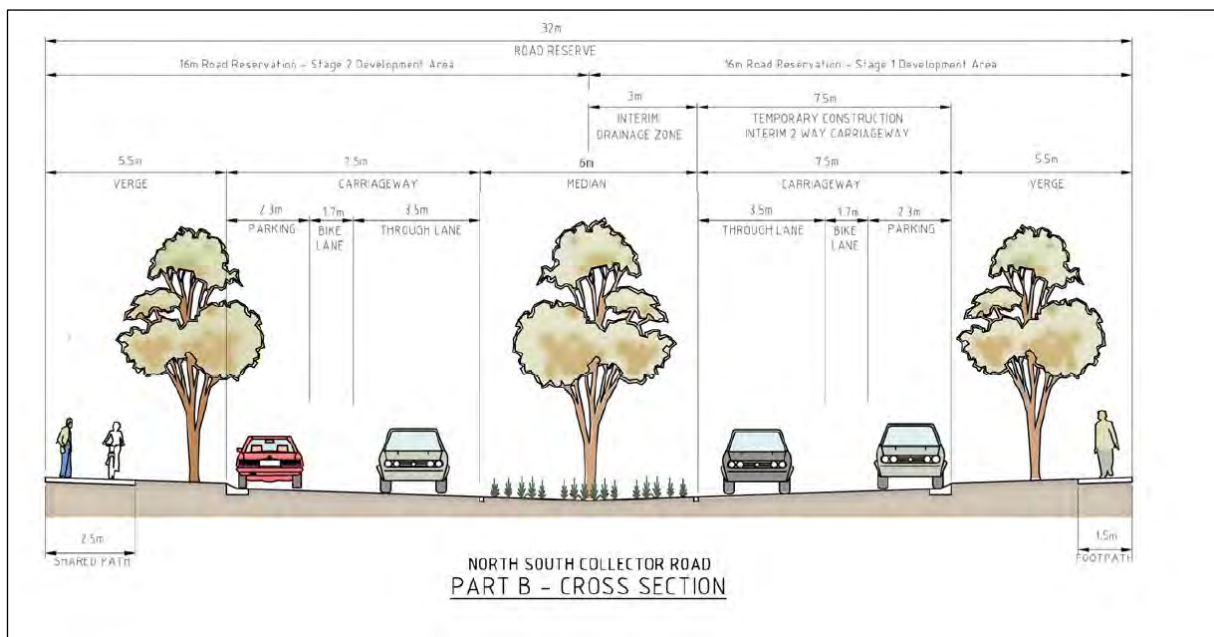 32m
ROAD RESERVE
16m Road Reservation - Stage 2 Development Area
16m Road Reservation - Stage 1 Development Area
3m
INTERIM
DRAINAGE ZONE
7.5m
TEMPORARY CONSTRUCTION
INTERIM 2 WAY CARRIAGEWAY
5.5m
VERGE
7.5m
CARRIAGEWAY
6m
MEDIAN
7.5m
CARRIAGEWAY
5.5m
VERGE
2.3m
PARKING
1.7m
BIKE
LANE
3.5m
THROUGH LANE
3.5m
THROUGH LANE
1.7m
BIKE
LANE
2.3m
PARKING
2.5m
SHARED PATH
1.5m
FOOTPATH
NORTH SOUTH COLLECTOR ROAD
PART B - CROSS SECTION